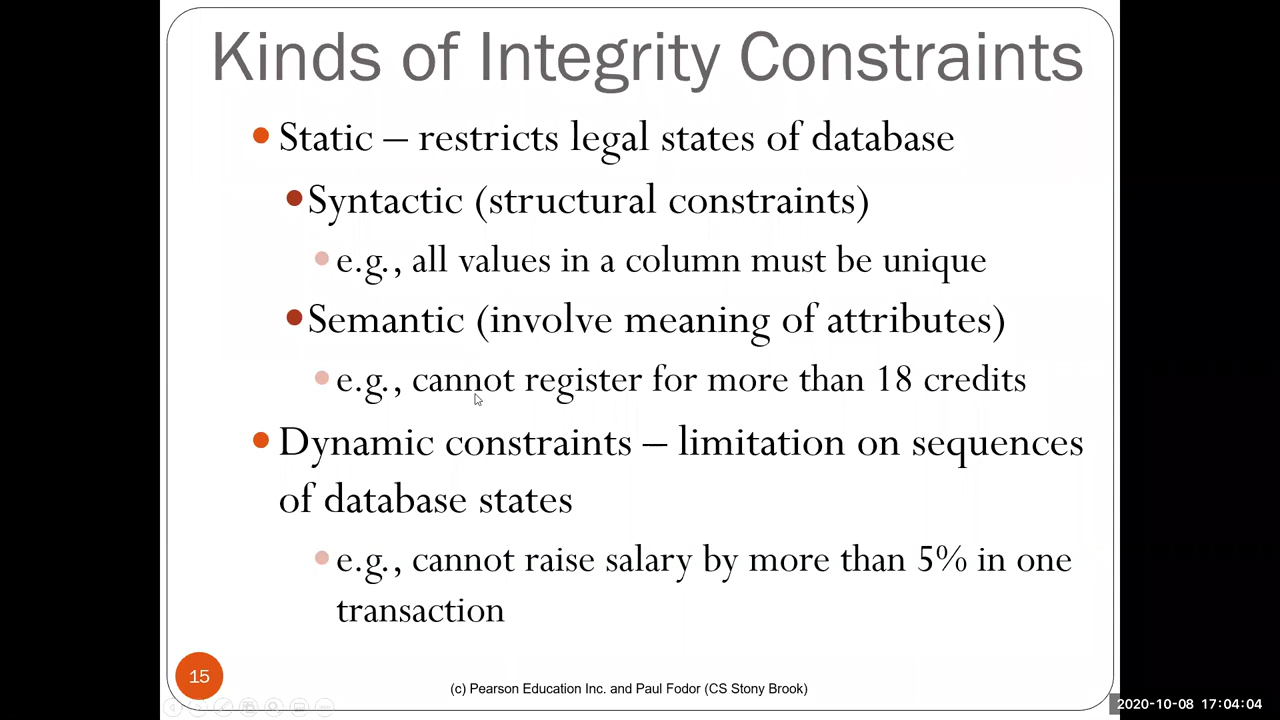 Kinds of Integrity Constraints
Static – restricts legal states of database
Syntactic (structural constraints)
e.g., all values in a column must be unique
Semantic (involve meaning of attributes)
e.g., cannot register for more than 18 credits
Dynamic constraints – limitation on sequences
of database states
e.g., cannot raise salary by more than 5% in one
transaction
15
(c) Pearson Education Inc. and Paul Fodor (CS Stony Brook)
2020-10-08 17:04:04